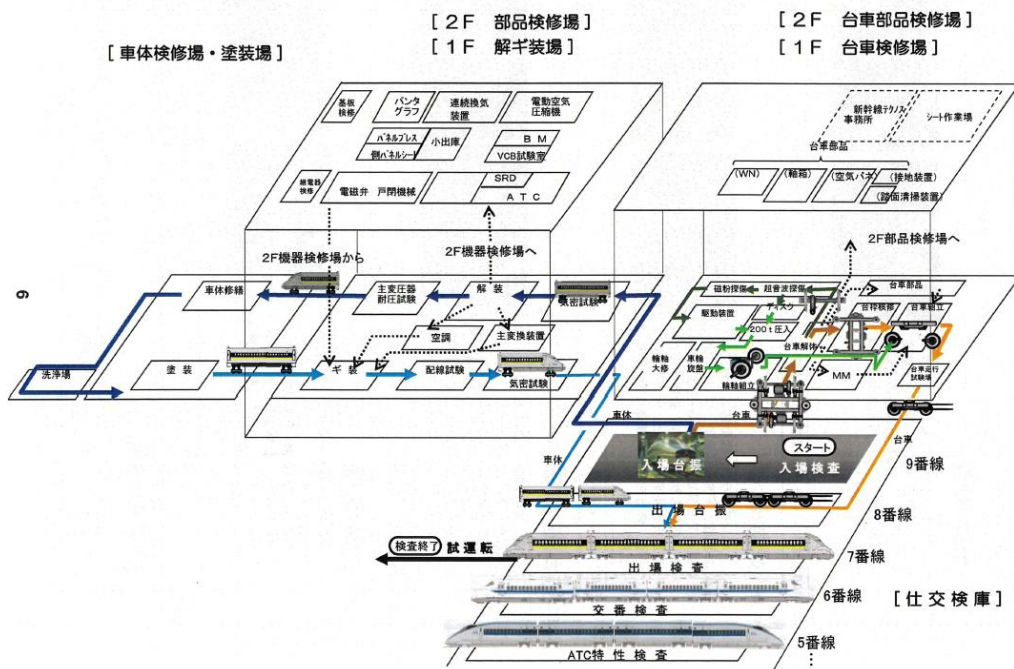 [ 2F 部品検修場 ]
[ 1F 解ギ装場 ]
[ 2F 台車部品検修場 ]
[ 1F 台車検修場 ]
[ 車体検修場・塗装場 ]
基板
検修
パンタ
グラフ
連続換気
装置
電動空気
圧縮機
パネルプレス
側パネルシート
小出庫
BM
VCB試験室
継電器
検修
電磁弁 戸閉機械
SRD
ATC
新幹線テクノス
事務所
シート作業場
台車部品
(WN)
(軸箱)
(空気バネ)
(接地装置)
(踏面清掃装置)
2F機器検修場から
2F機器検修場へ
2F部品検修場へ
車体修繕
主変圧器
耐圧試験
解装
気密試験
空調
主変換装置
洗浄場
塗装
ギ装
配線試験
気密試験
磁粉探傷
超音波探傷
台車部品
駆動装置
ディスク
台枠検修
台車組立
200t圧入
台車解体
輪軸
大修
車輪
旋盤
輪軸組立
MM
台車走行
試験場
車体
台車
台車
スタート
入場台振
入場検査
9番線
車体
出場台振
8番線
検査終了
試運転
7番線
出場検査
6番線
[ 仕交検庫 ]
交番検査
5番線
ATC特性検査
9